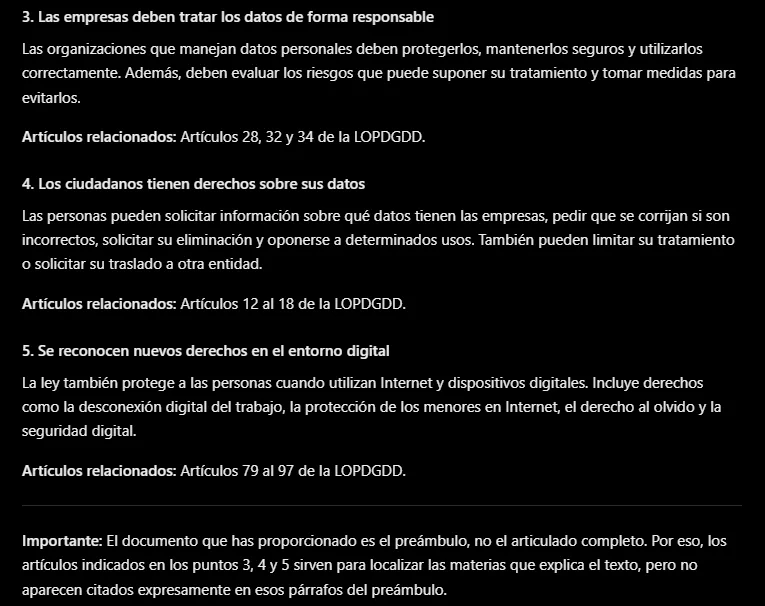 3. Las empresas deben tratar los datos de forma responsable
Las organizaciones que manejan datos personales deben protegerlos, mantenerlos seguros y utilizarlos
correctamente. Además, deben evaluar los riesgos que puede suponer su tratamiento y tomar medidas para
evitarlos.
Artículos relacionados: Artículos 28, 32 y 34 de la LOPDGDD.
4. Los ciudadanos tienen derechos sobre sus datos
Las personas pueden solicitar información sobre qué datos tienen las empresas, pedir que se corrijan si son
incorrectos, solicitar su eliminación y oponerse a determinados usos. También pueden limitar su tratamiento
o solicitar su traslado a otra entidad.
Artículos relacionados: Artículos 12 al 18 de la LOPDGDD.
5. Se reconocen nuevos derechos en el entorno digital
La ley también protege a las personas cuando utilizan Internet y dispositivos digitales. Incluye derechos
como la desconexión digital del trabajo, la protección de los menores en Internet, el derecho al olvido y la
seguridad digital.
Artículos relacionados: Artículos 79 al 97 de la LOPDGDD.
Importante: El documento que has proporcionado es el preámbulo, no el articulado completo. Por eso, los
artículos indicados en los puntos 3, 4 y 5 sirven para localizar las materias que explica el texto, pero no
aparecen citados expresamente en esos párrafos del preámbulo.